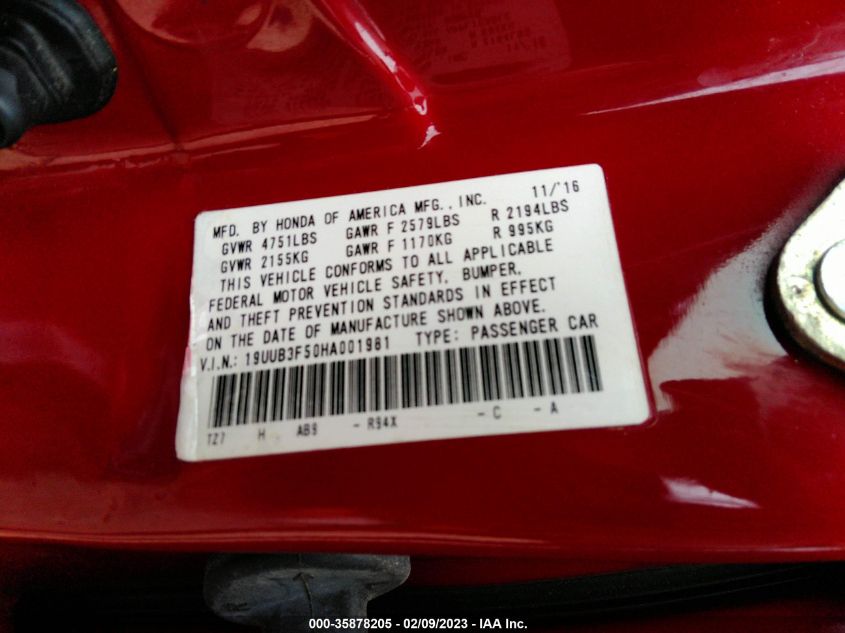 MFD. BY HONDA OF AMERICA MFG., INC. 11/'16
GVWR 4751LBS GAWR F 2579LBS R 2194LBS
GVWR 2155KG GAWR F 1170KG R 995KG
THIS VEHICLE CONFORMS TO ALL APPLICABLE
FEDERAL MOTOR VEHICLE SAFETY, BUMPER,
AND THEFT PREVENTION STANDARDS IN EFFECT
ON THE DATE OF MANUFACTURE SHOWN ABOVE.
V.I.N.: 19UUB3F50HA001981 TYPE: PASSENGER CAR
TZ7 H AB9 - R94X - C - A
000-35878205 - 02/09/2023 - IAA Inc.